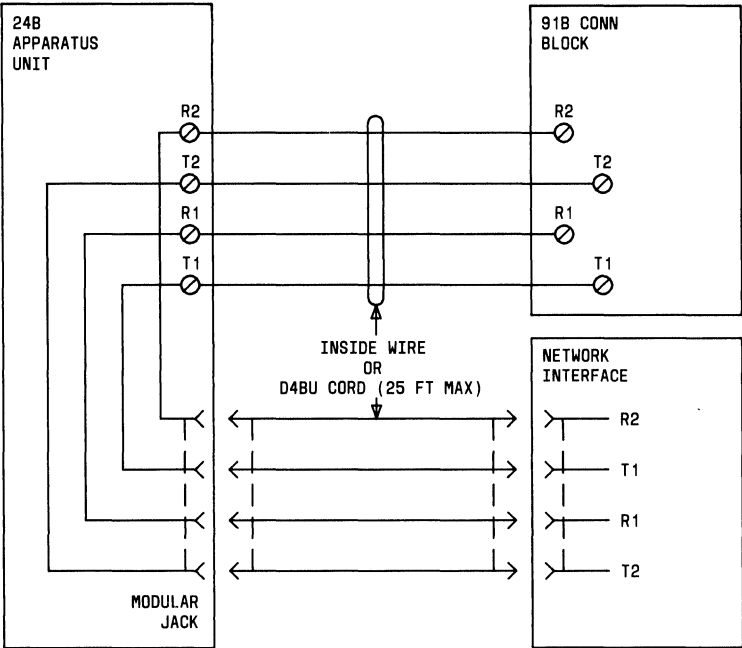 24B
APPARATUS
UNIT
91B CONN
BLOCK
R2
R2
T2
T2
R1
R1
T1
T1
INSIDE WIRE
OR
D4BU CORD (25 FT MAX)
NETWORK
INTERFACE
R2
T1
R1
T2
MODULAR
JACK